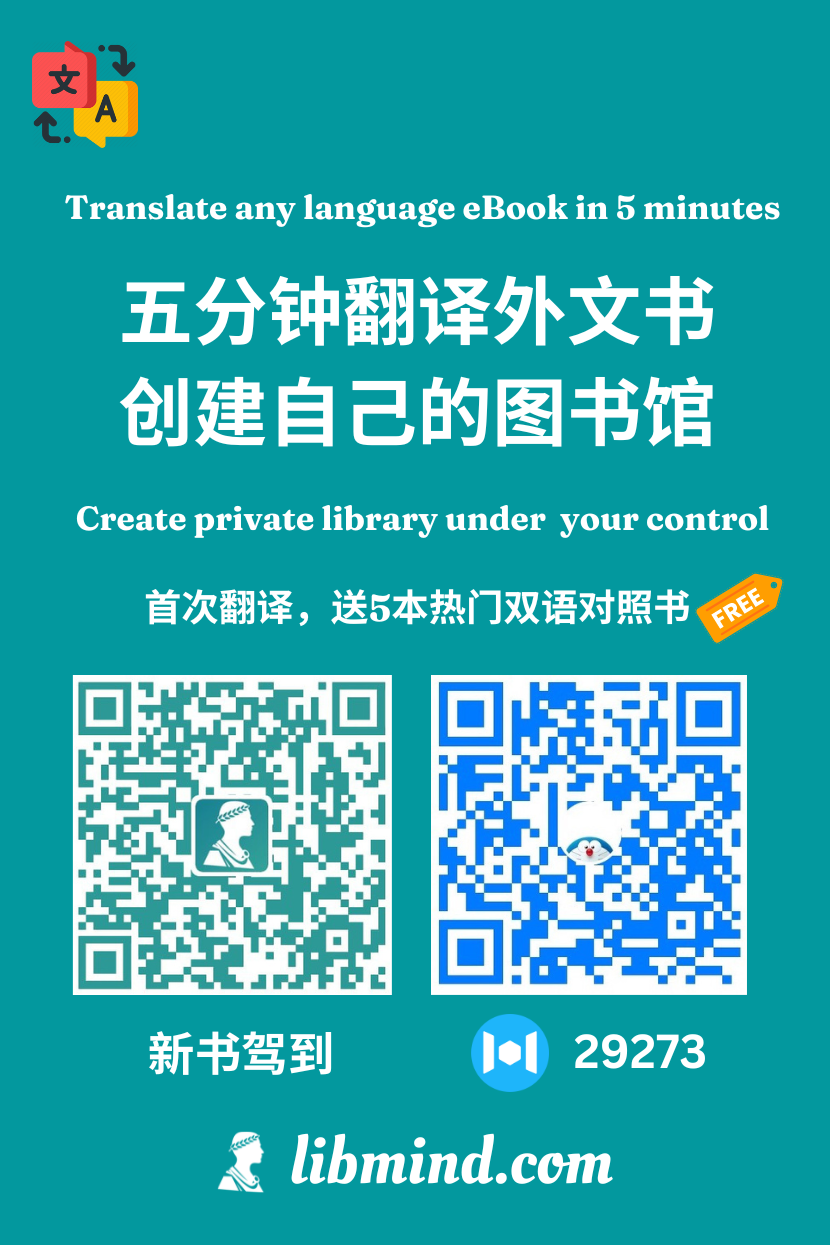 文
A
Translate any language eBook in 5 minutes
五分钟翻译外文书
创建自己的图书馆
Create private library under your control
首次翻译，送5本热门双语对照书
FREE
新书驾到
29273
libmind.com